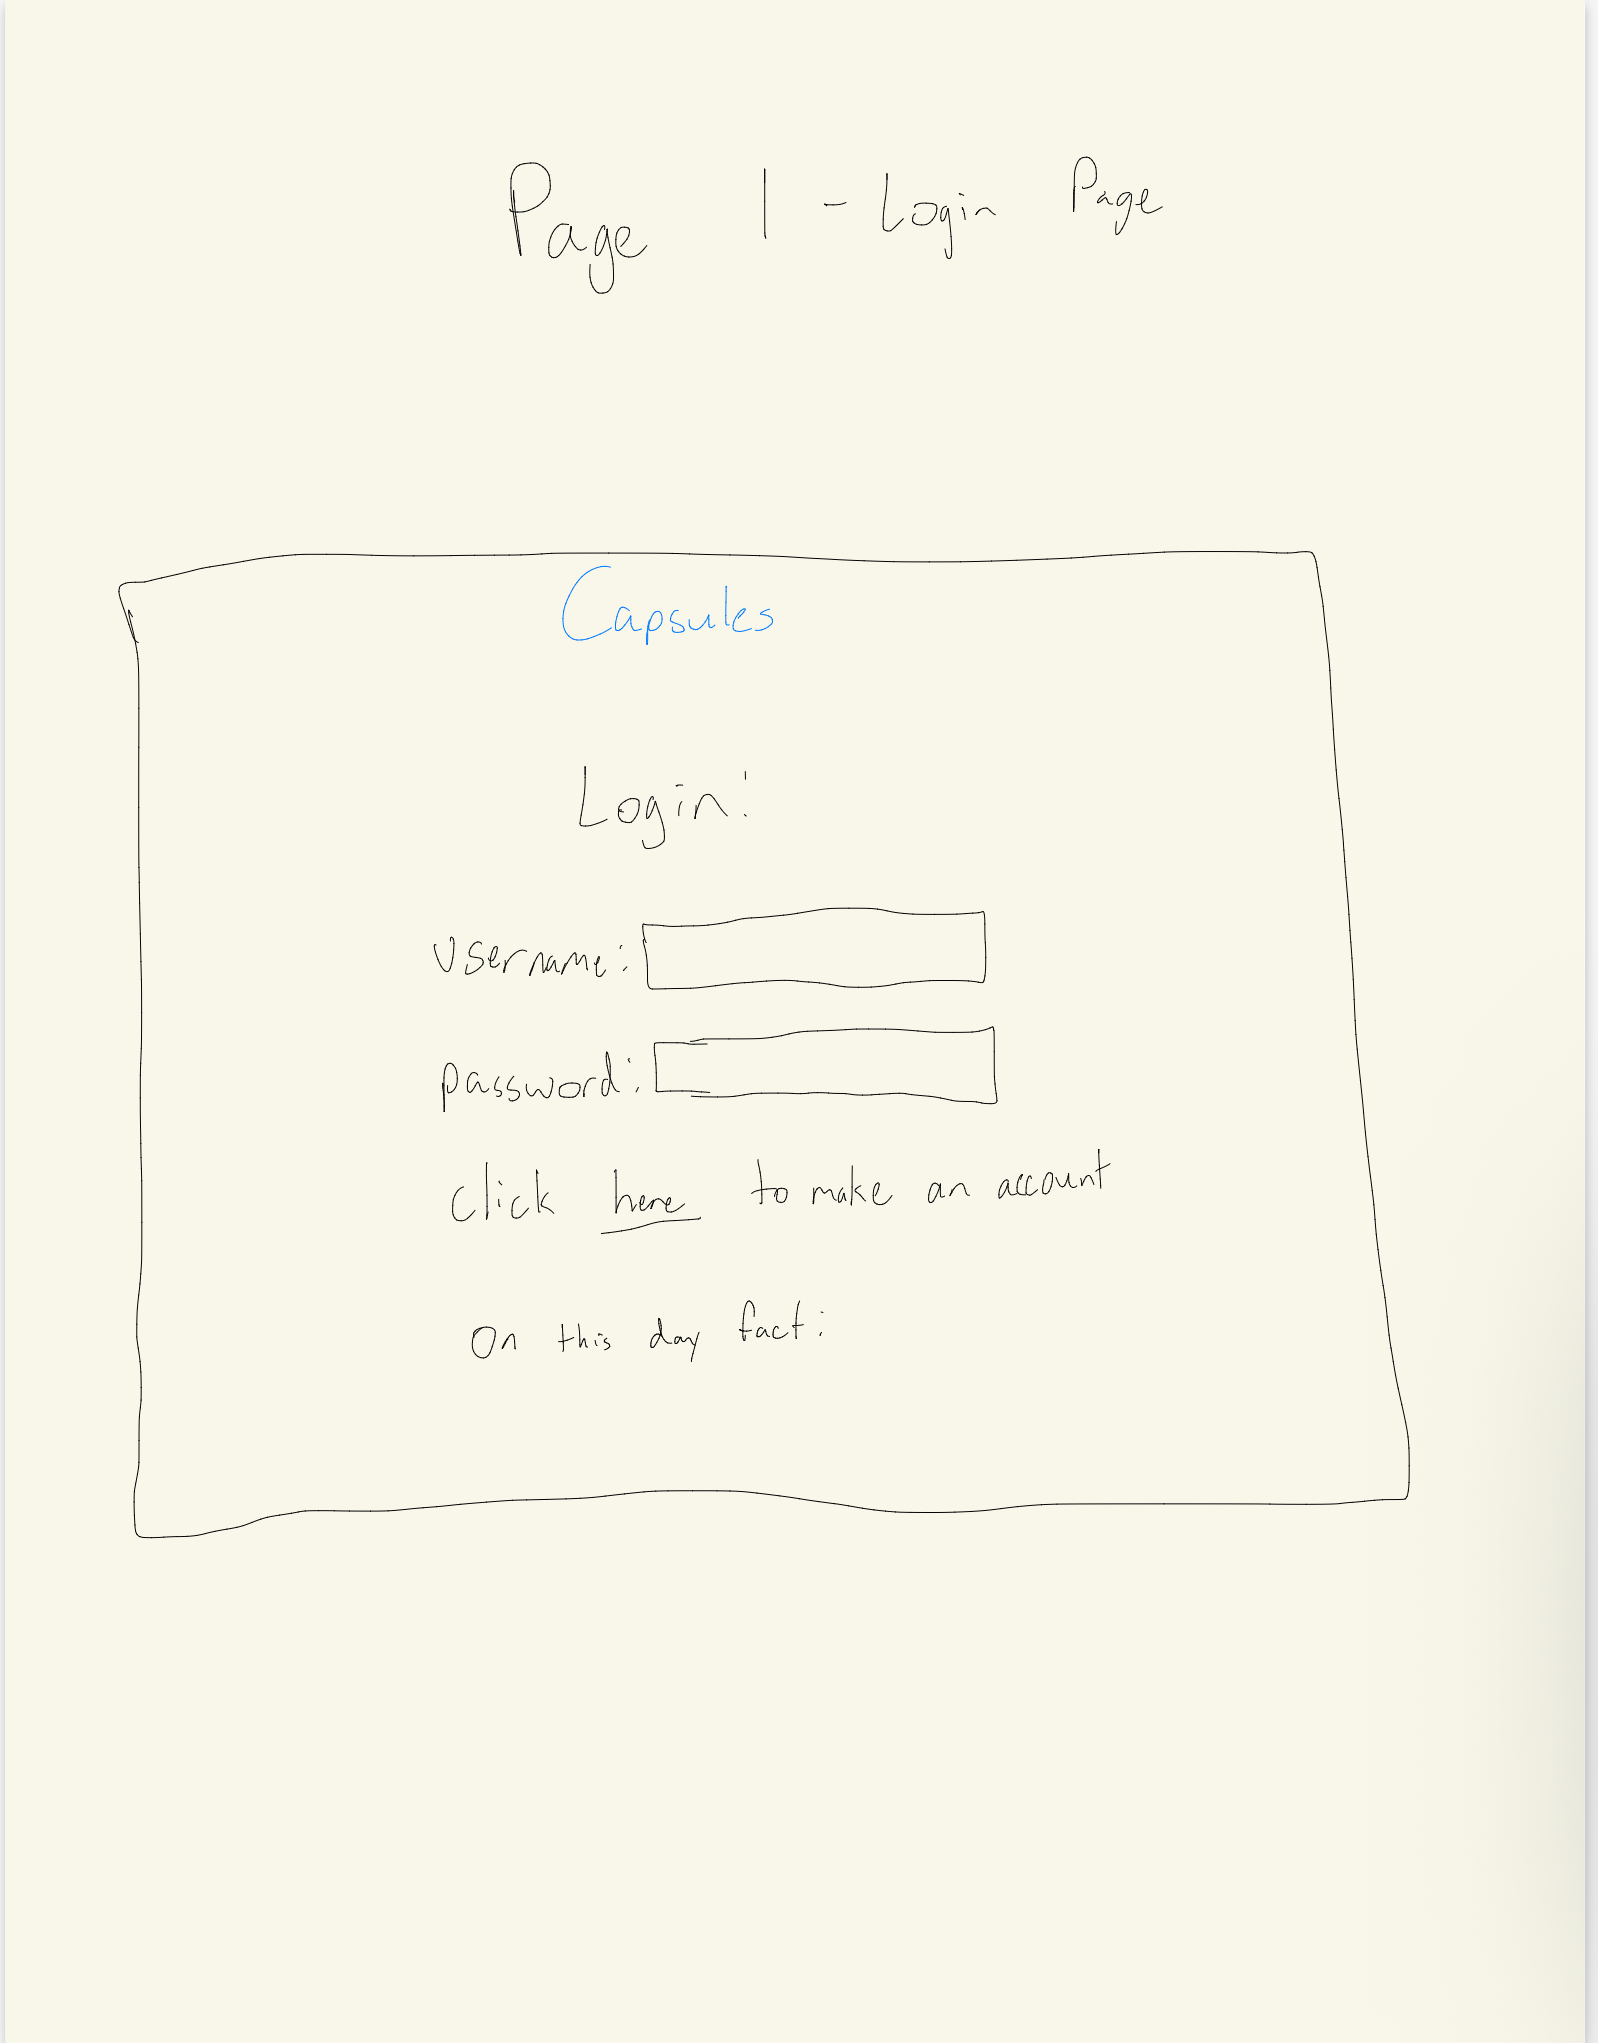 Page 1 - Login Page
Capsules
Login:
username:
password:
click here to make an account
On this day fact: